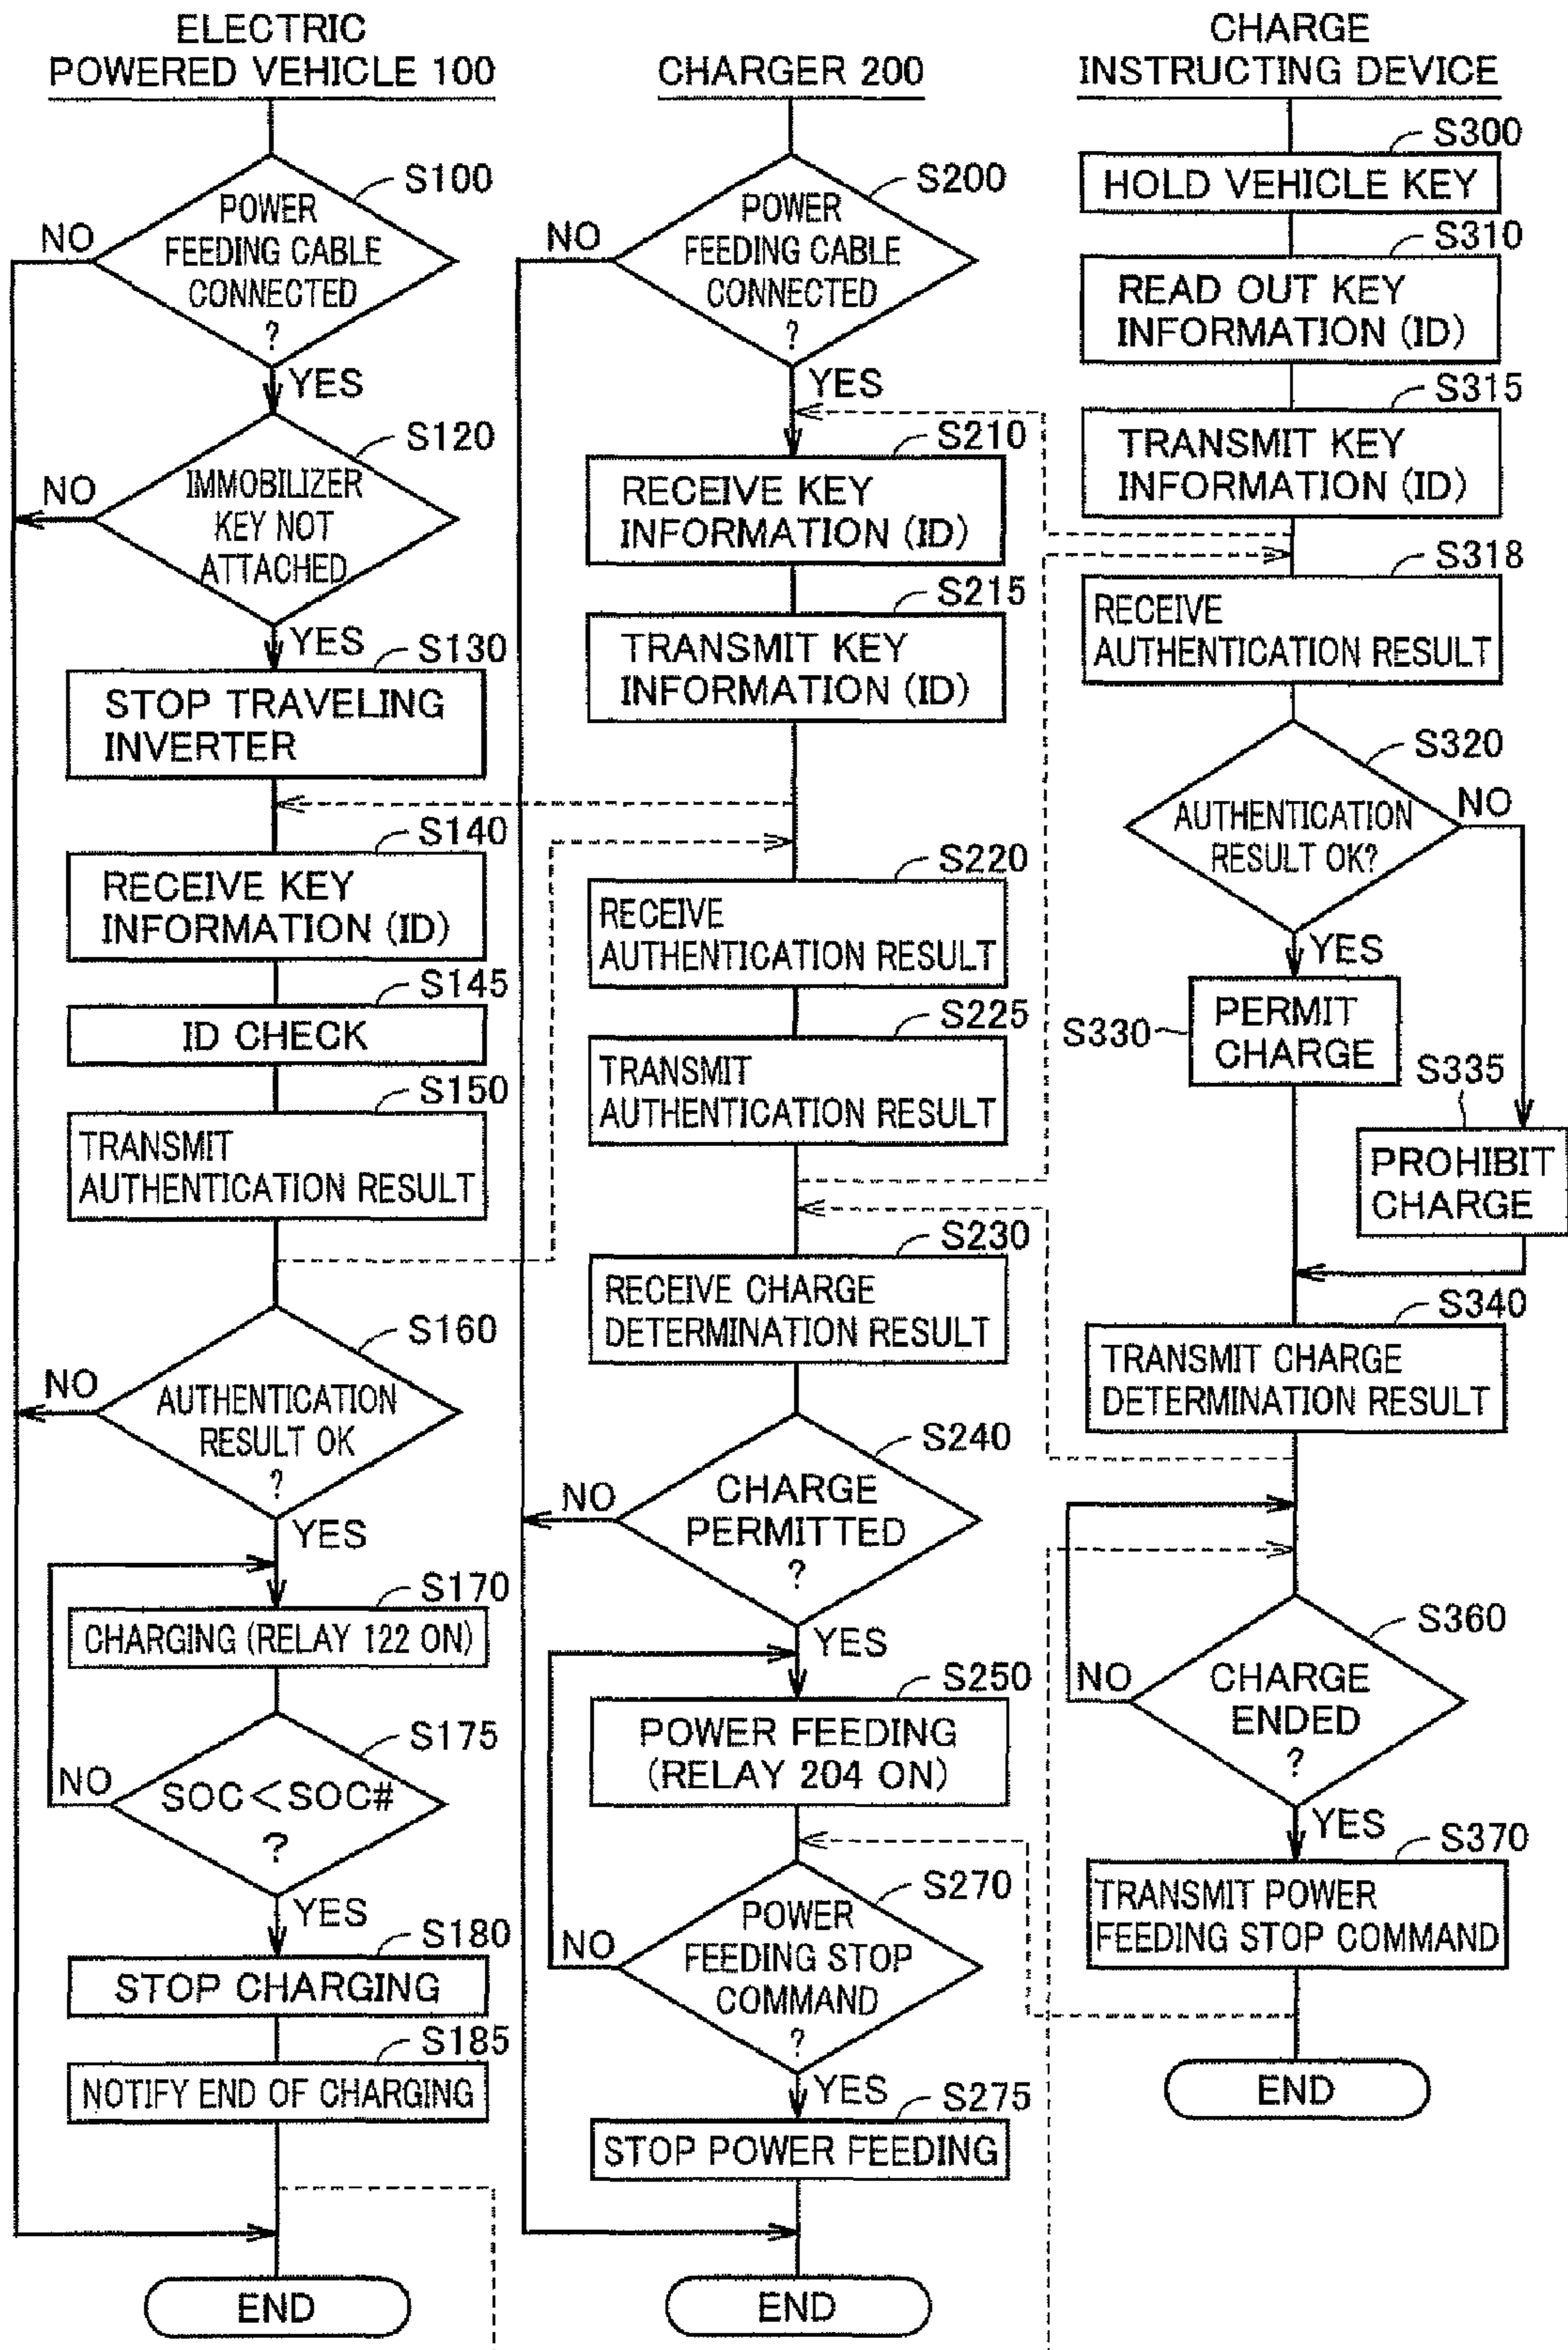 ELECTRIC
POWERED VEHICLE 100
S100
POWER
FEEDING CABLE
CONNECTED
?
NO
YES
S120
IMMOBILIZER
KEY NOT
ATTACHED
NO
YES
S130
STOP TRAVELING
INVERTER
S140
RECEIVE KEY
INFORMATION (ID)
S145
ID CHECK
S150
TRANSMIT
AUTHENTICATION RESULT
S160
AUTHENTICATION
RESULT OK
?
NO
YES
S170
CHARGING (RELAY 122 ON)
S175
SOC<SOC#
?
NO
YES
S180
STOP CHARGING
S185
NOTIFY END OF CHARGING
END
CHARGER 200
S200
POWER
FEEDING CABLE
CONNECTED
?
NO
YES
S210
RECEIVE KEY
INFORMATION (ID)
S215
TRANSMIT KEY
INFORMATION (ID)
S220
RECEIVE
AUTHENTICATION RESULT
S225
TRANSMIT
AUTHENTICATION RESULT
S230
RECEIVE CHARGE
DETERMINATION RESULT
S240
CHARGE
PERMITTED
?
NO
YES
S250
POWER FEEDING
(RELAY 204 ON)
S270
POWER
FEEDING STOP
COMMAND
?
NO
YES
S275
STOP POWER FEEDING
END
CHARGE
INSTRUCTING DEVICE
S300
HOLD VEHICLE KEY
S310
READ OUT KEY
INFORMATION (ID)
S315
TRANSMIT KEY
INFORMATION (ID)
S318
RECEIVE
AUTHENTICATION RESULT
S320
AUTHENTICATION
RESULT OK?
NO
YES
S330
PERMIT
CHARGE
S335
PROHIBIT
CHARGE
S340
TRANSMIT CHARGE
DETERMINATION RESULT
S360
CHARGE
ENDED
?
NO
YES
S370
TRANSMIT POWER
FEEDING STOP COMMAND
END